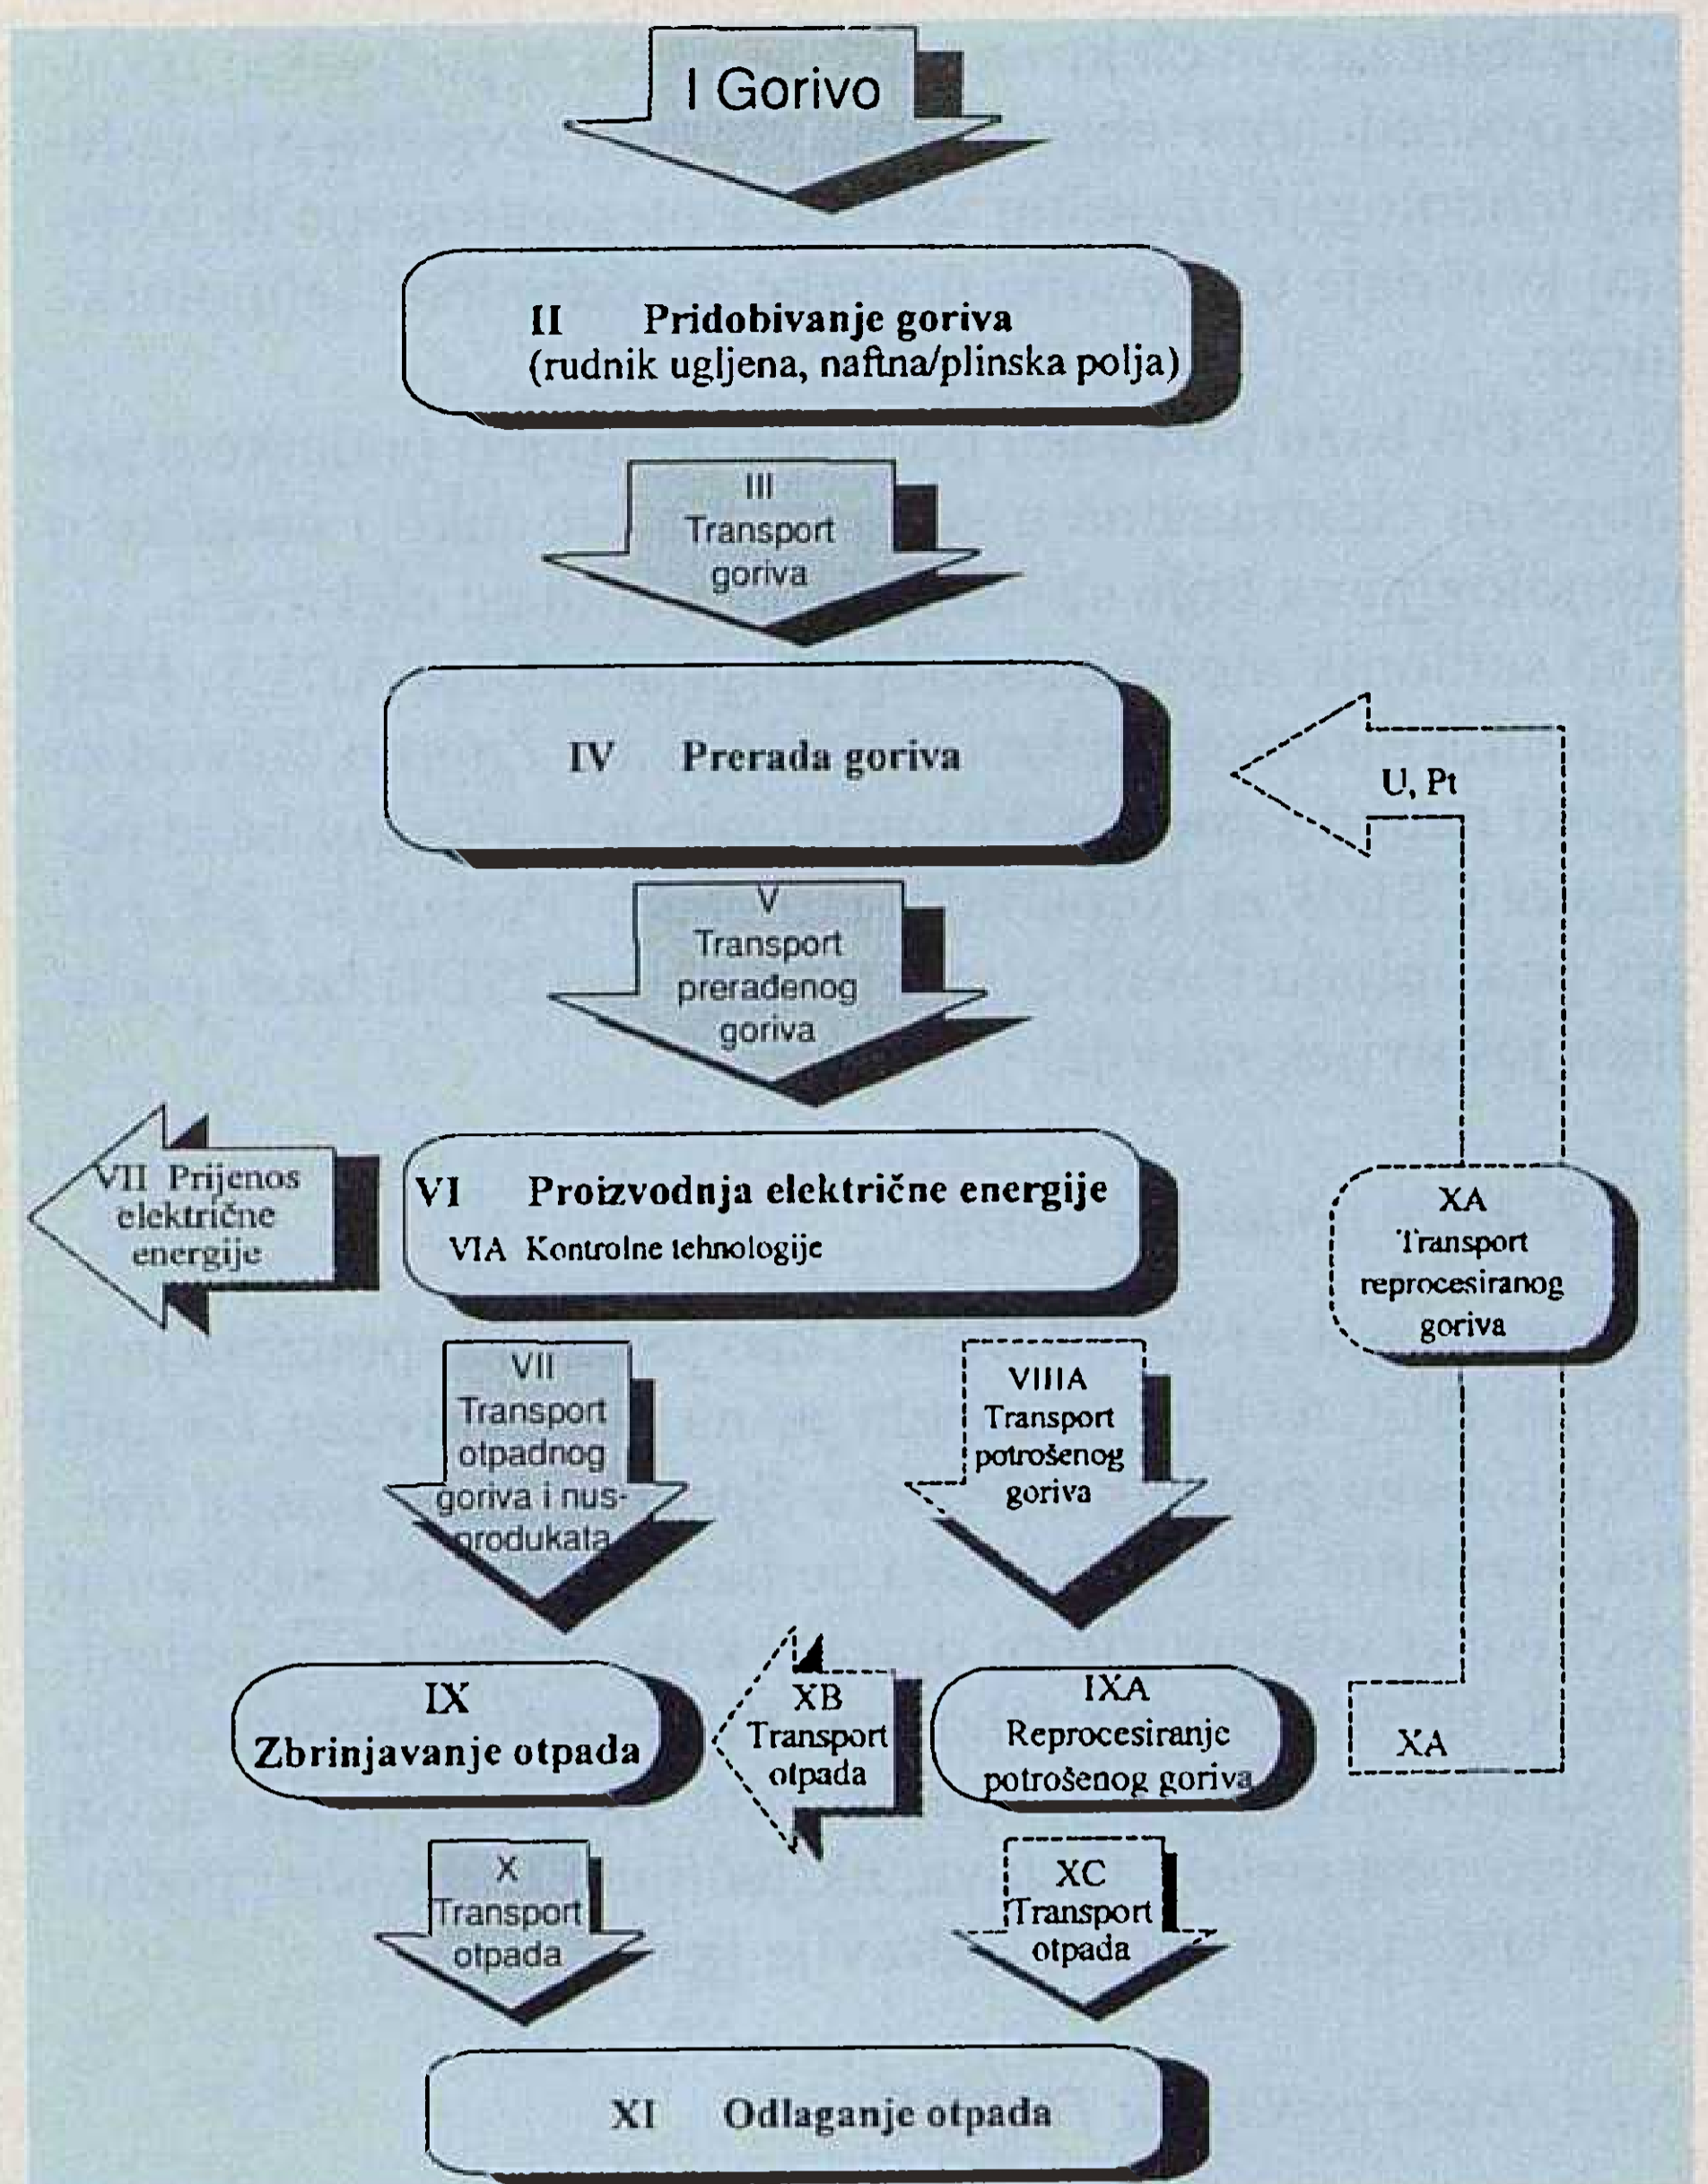 I Gorivo
II Pridobivanje goriva
(rudnik ugljena, naftna/plinska polja)
III
Transport
goriva
IV Prerada goriva
U, Pt
V
Transport
prerađenog
goriva
VII Prijenos
električne
energije
VI Proizvodnja električne energije
VIA Kontrolne tehnologije
XA
Transport
reprocesiranog
goriva
VII
Transport
otpadnog
goriva i nus-
produkata
VIIIA
Transport
potrošenog
goriva
IX
Zbrinjavanje otpada
XB
Transport
otpada
IXA
Reprocesiranje
potrošenog goriva
XA
X
Transport
otpada
XC
Transport
otpada
XI Odlaganje otpada